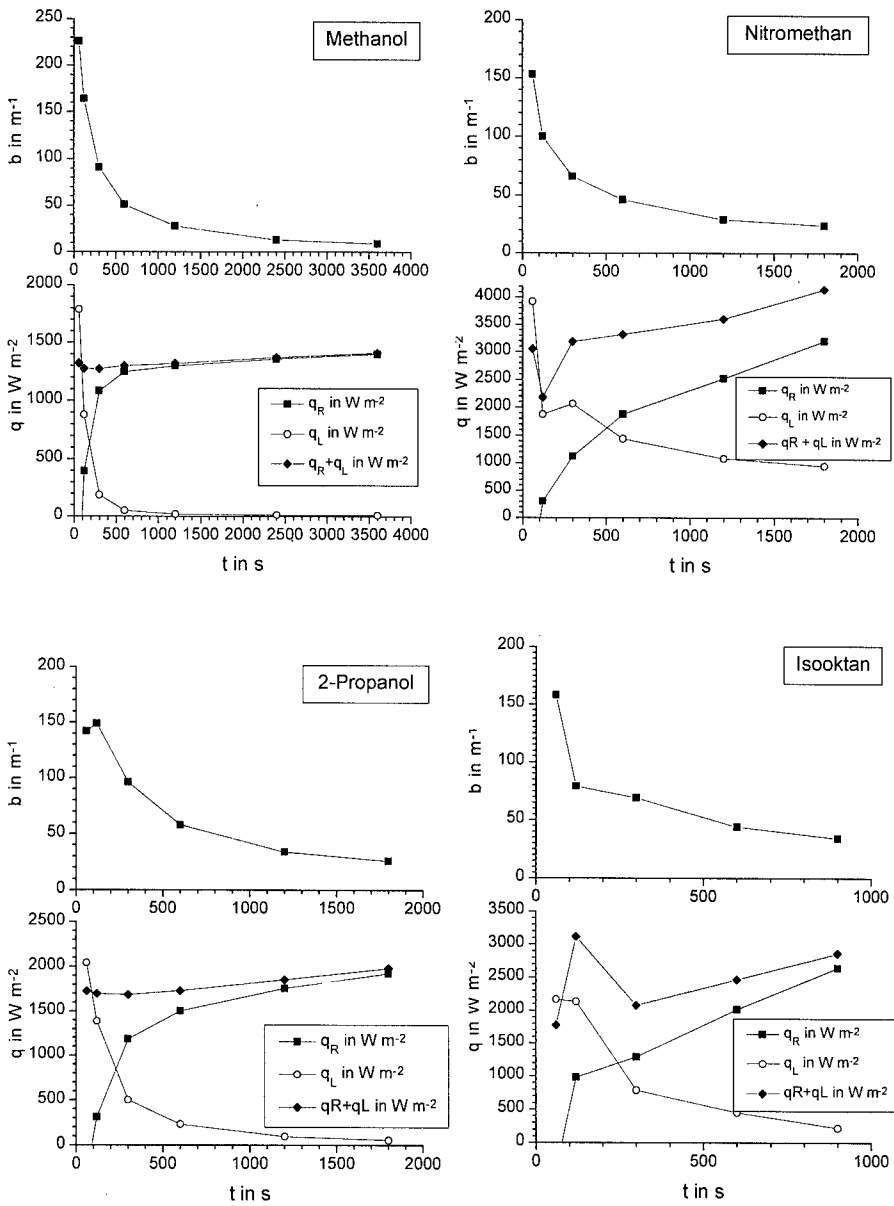 Methanol
b in m-1
250
200
150
100
50
0
0 500 1000 1500 2000 2500 3000 3500 4000
q in W m-2
2000
1500
1000
500
0
qR in W m-2
qL in W m-2
qR+qL in W m-2
0 500 1000 1500 2000 2500 3000 3500 4000
t in s
Nitromethan
b in m-1
200
150
100
50
0
0 500 1000 1500 2000
q in W m-2
4000
3500
3000
2500
2000
1500
1000
500
0
qR in W m-2
qL in W m-2
qR + qL in W m-2
0 500 1000 1500 2000
t in s
2-Propanol
b in m-1
200
150
100
50
0
0 500 1000 1500 2000
q in W m-2
2500
2000
1500
1000
500
0
qR in W m-2
qL in W m-2
qR+qL in W m-2
0 500 1000 1500 2000
t in s
Isooktan
b in m-1
200
150
100
50
0
0 500 1000
q in W m-2
3500
3000
2500
2000
1500
1000
500
0
qR in W m-2
qL in W m-2
qR+qL in W m-2
0 500 1000
t in s